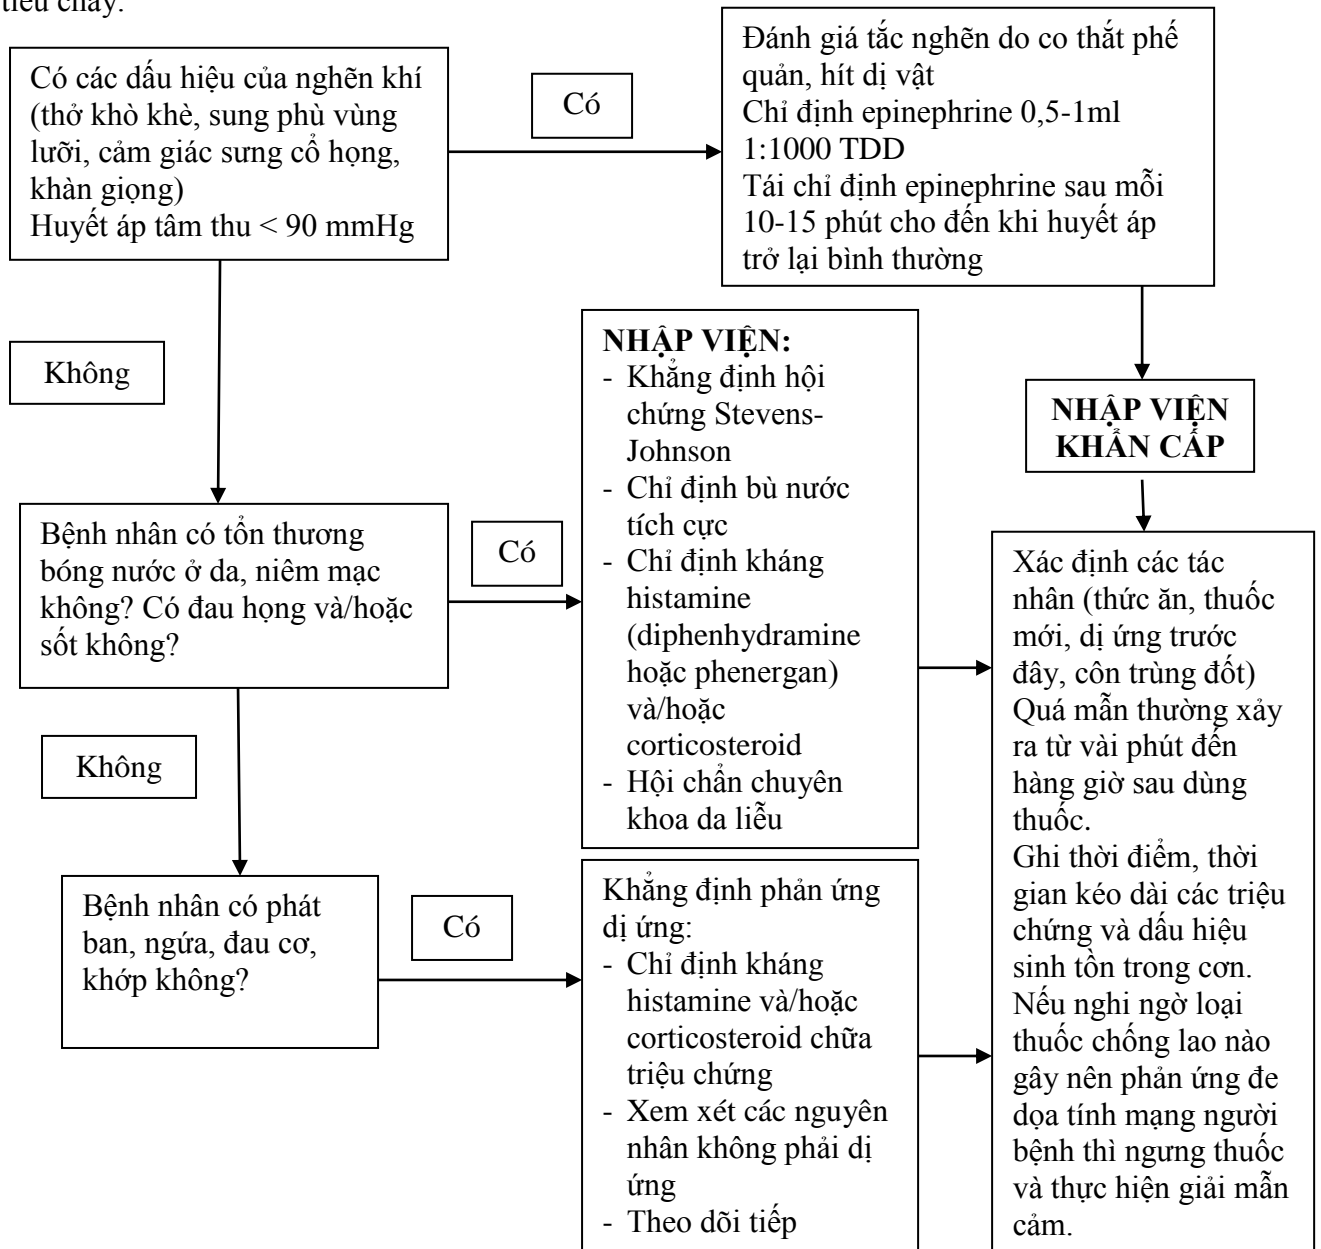 tiêu chảy.
Có các dấu hiệu của nghẽn khí
(thở khò khè, sung phù vùng
lưỡi, cảm giác sưng cổ họng,
khàn giọng)
Huyết áp tâm thu < 90 mmHg
Có
Đánh giá tắc nghẽn do co thắt phế
quản, hít dị vật
Chỉ định epinephrine 0,5-1ml
1:1000 TDD
Tái chỉ định epinephrine sau mỗi
10-15 phút cho đến khi huyết áp
trở lại bình thường
Không
NHẬP VIỆN
KHẨN CẤP
Bệnh nhân có tổn thương
bóng nước ở da, niêm mạc
không? Có đau họng và/hoặc
sốt không?
Có
NHẬP VIỆN:
- Khẳng định hội
chứng Stevens-
Johnson
- Chỉ định bù nước
tích cực
- Chỉ định kháng
histamine
(diphenhydramine
hoặc phenergan)
và/hoặc
corticosteroid
- Hội chẩn chuyên
khoa da liễu
Không
Bệnh nhân có phát
ban, ngứa, đau cơ,
khớp không?
Có
Khẳng định phản ứng
dị ứng:
- Chỉ định kháng
histamine và/hoặc
corticosteroid chữa
triệu chứng
- Xem xét các nguyên
nhân không phải dị
ứng
- Theo dõi tiếp
Xác định các tác
nhân (thức ăn, thuốc
mới, dị ứng trước
đây, côn trùng đốt)
Quá mẫn thường xảy
ra từ vài phút đến
hàng giờ sau dùng
thuốc.
Ghi thời điểm, thời
gian kéo dài các triệu
chứng và dấu hiệu
sinh tồn trong cơn.
Nếu nghi ngờ loại
thuốc chống lao nào
gây nên phản ứng đe
dọa tính mạng người
bệnh thì ngưng thuốc
và thực hiện giải mẫn
cảm.